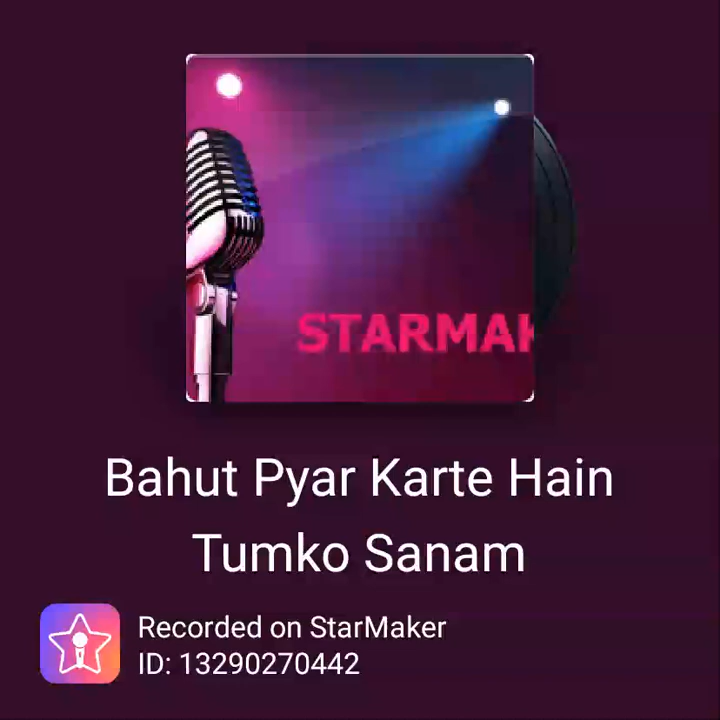 STARMAK
Bahut Pyar Karte Hain
Tumko Sanam
Recorded on StarMaker
ID: 13290270442